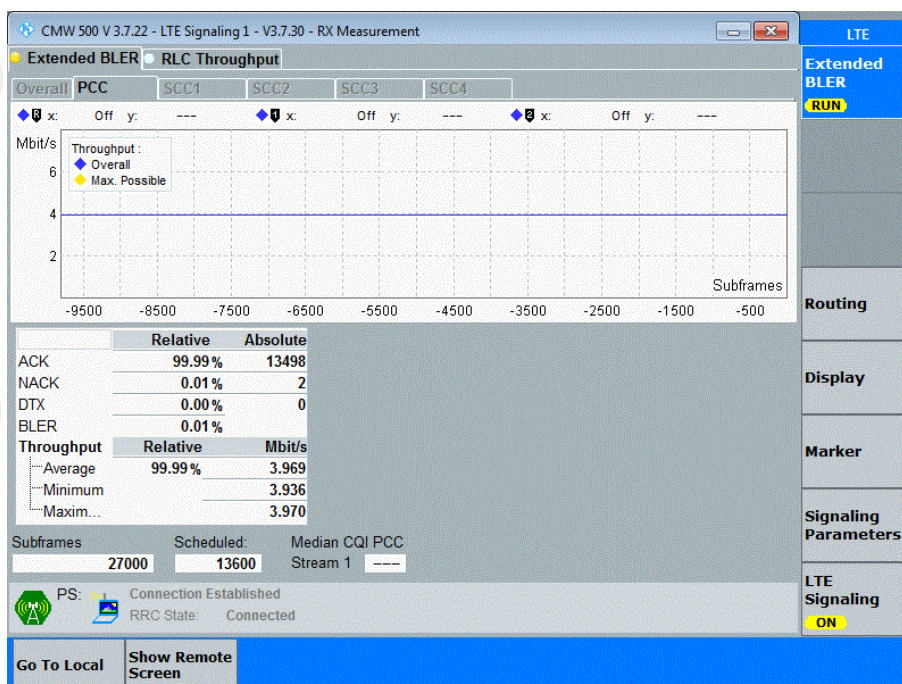 CMW 500 V 3.7.22 - LTE Signaling 1 - V3.7.30 - RX Measurement
Extended BLER RLC Throughput
Overall PCC SCC1 SCC2 SCC3 SCC4
x: Off y: --- x: Off y: --- x: Off y: ---
Mbit/s
Throughput :
Overall
Max. Possible
6
4
2
Subframes
-9500 -8500 -7500 -6500 -5500 -4500 -3500 -2500 -1500 -500
Relative Absolute
ACK 99.99 % 13498
NACK 0.01 % 2
DTX 0.00 % 0
BLER 0.01 %
Throughput Relative Mbit/s
Average 99.99 % 3.969
Minimum 3.936
Maxim... 3.970
Subframes Scheduled: Median CQI PCC
27000 13600 Stream 1 ---
PS: Connection Established
RRC State: Connected
Go To Local
Show Remote
Screen
LTE
Extended
BLER
RUN
Routing
Display
Marker
Signaling
Parameters
LTE
Signaling
ON